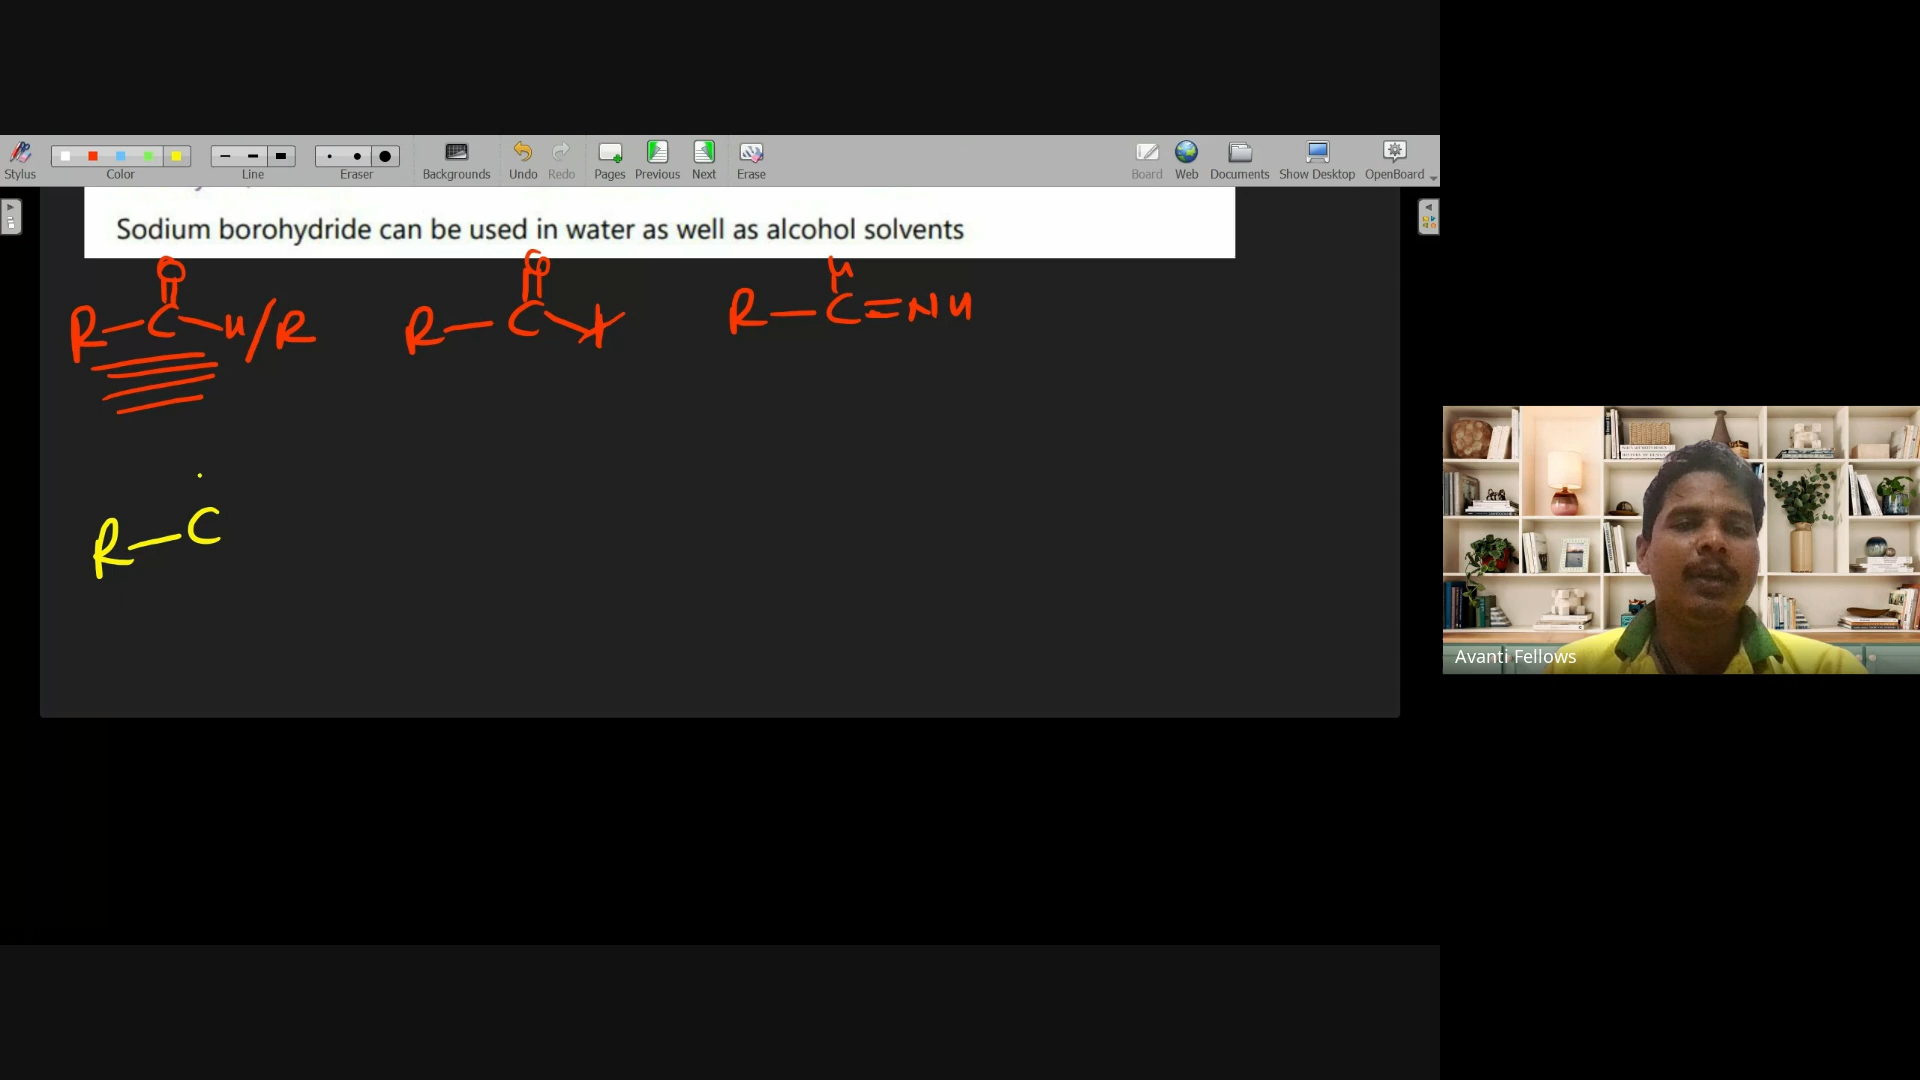 Stylus
Color
Line
Eraser
Backgrounds
Undo
Redo
Pages
Previous
Next
Erase
Board
Web
Documents
Show Desktop
OpenBoard
Sodium borohydride can be used in water as well as alcohol solvents
O O H
R—C—H/R R—C—X R—C=NH
R—C
Avanti Fellows